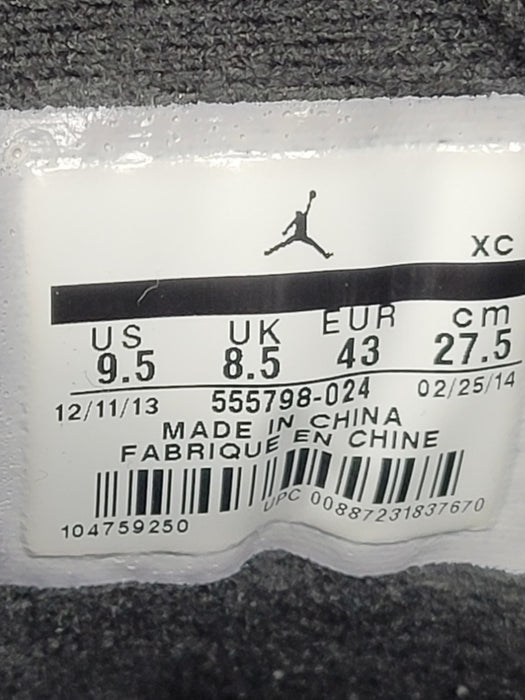 XC
US UK EUR cm
9.5 8.5 43 27.5
12/11/13 555798-024 02/25/14
MADE IN CHINA
FABRIQUE EN CHINE
UPC 00887231837670
104759250